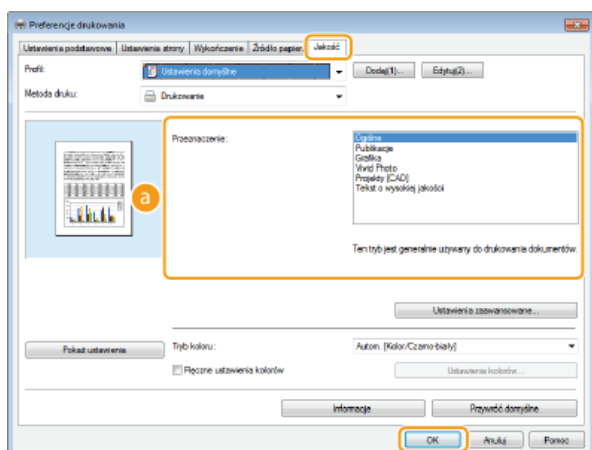 Preferencje drukowania
Ustawienia podstawowe Ustawienia strony Wykończenie Źródło papier. Jakość
Profil: Ustawienia domyślne Dodaj(1)... Edytuj(2)...
Metoda druku: Drukowanie
Przeznaczenie: Ogólne
Publikacje
Grafika
Vivid Photo
Projekty [CAD]
Tekst o wysokiej jakości
a
Ten tryb jest generalnie używany do drukowania dokumentów.
Ustawienia zaawansowane...
Pokaż ustawienia Tryb koloru: Autom. [Kolor/Czarno-biały]
Ręczne ustawienia kolorów Ustawienia kolorów...
Informacje Przywróć domyślne
OK Anuluj Pomoc